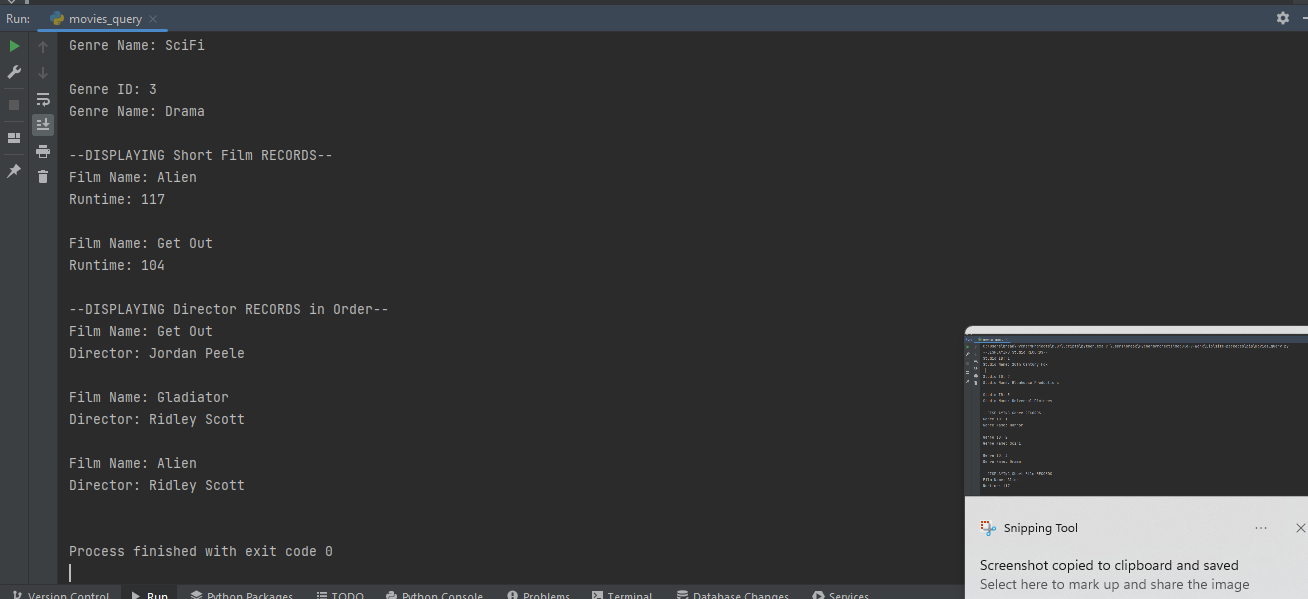 Run: movies_query
Genre Name: SciFi
Genre ID: 3
Genre Name: Drama
--DISPLAYING Short Film RECORDS--
Film Name: Alien
Runtime: 117
Film Name: Get Out
Runtime: 104
--DISPLAYING Director RECORDS in Order--
Film Name: Get Out
Director: Jordan Peele
Film Name: Gladiator
Director: Ridley Scott
Film Name: Alien
Director: Ridley Scott
Process finished with exit code 0
Snipping Tool
Screenshot copied to clipboard and saved
Select here to mark up and share the image
Version Control Run Python Packages TODO Python Console Problems Terminal Database Changes Services